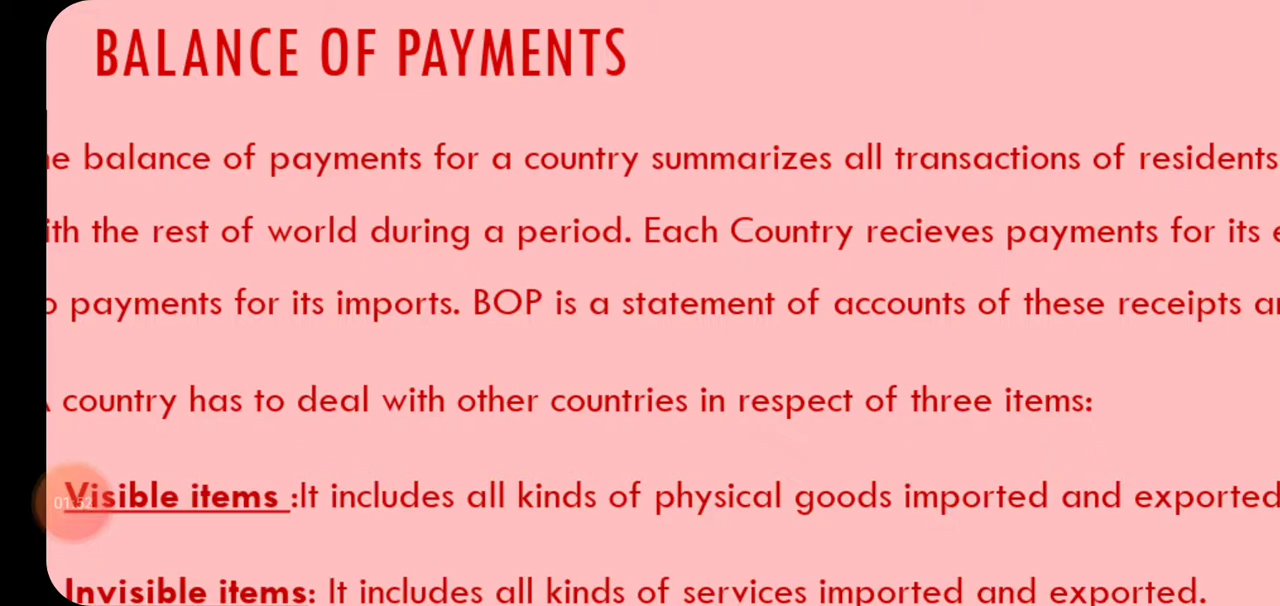 BALANCE OF PAYMENTS
balance of payments for a country summarizes all transactions of residents
the rest of world during a period. Each Country recieves payments for its
payments for its imports. BOP is a statement of accounts of these receipts
country has to deal with other countries in respect of three items:
Visible items :It includes all kinds of physical goods imported and exported
Invisible items: It includes all kinds of services imported and exported.